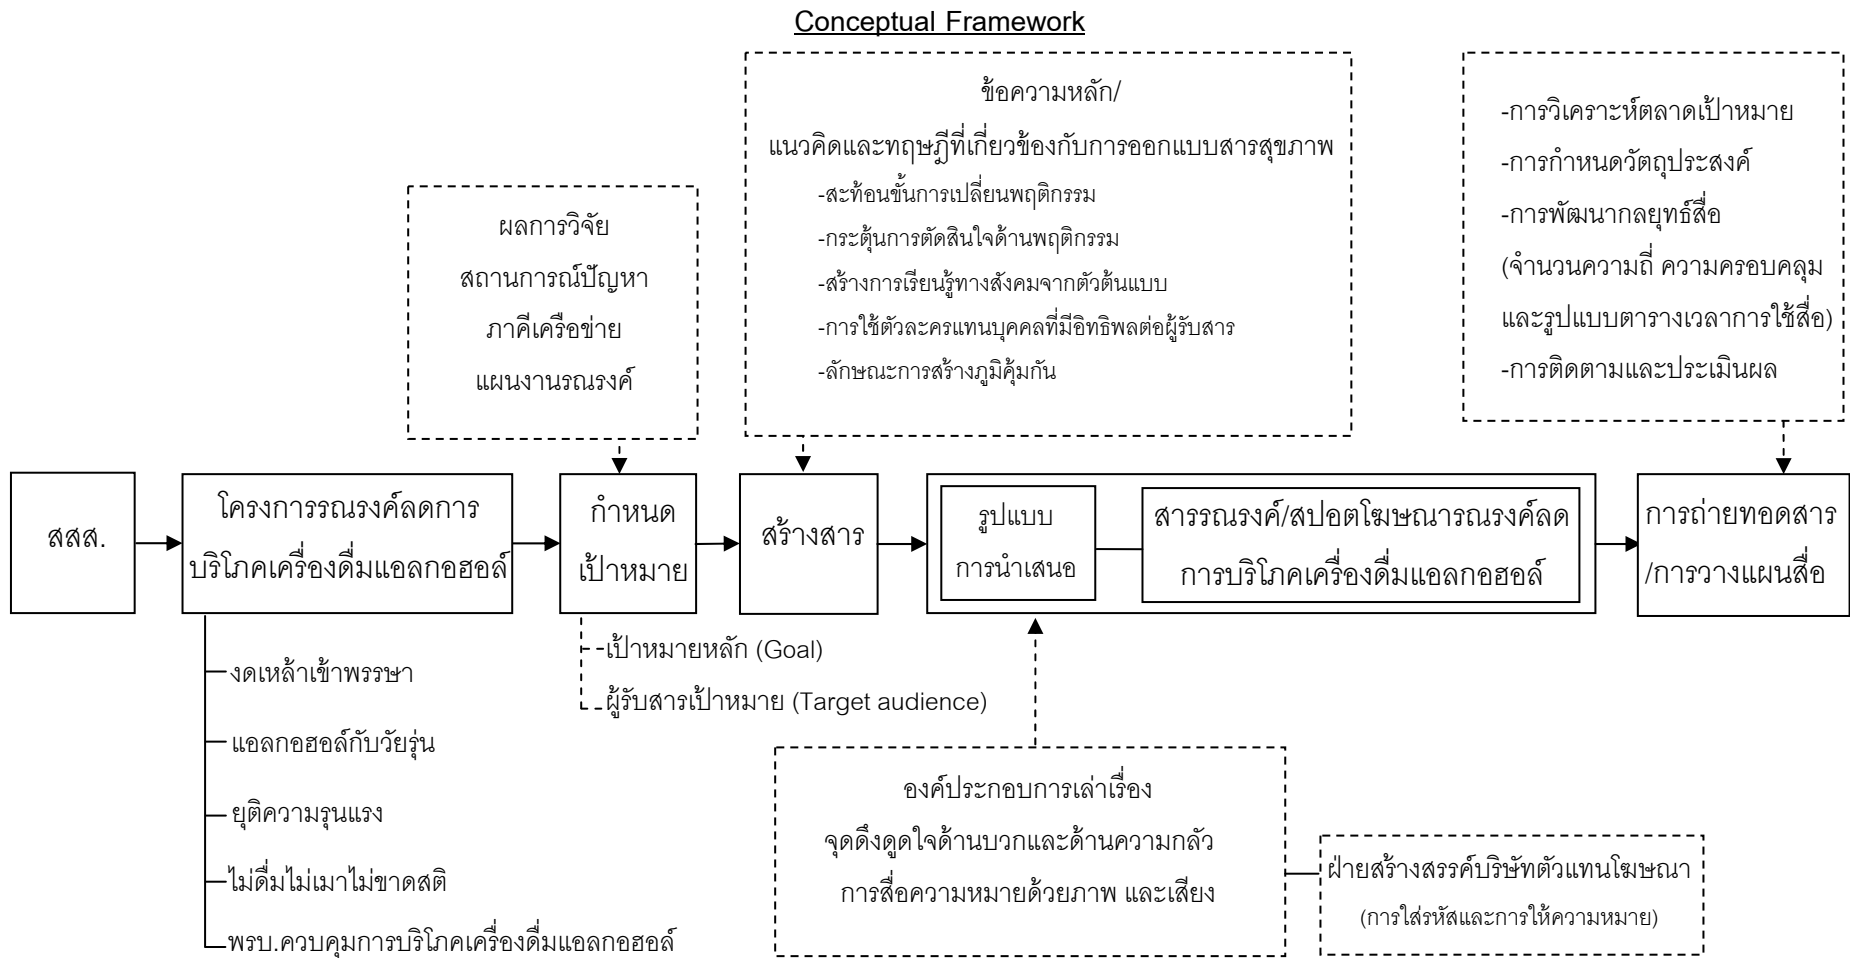 Conceptual Framework
ข้อความหลัก/
แนวคิดและทฤษฎีที่เกี่ยวข้องกับการออกแบบสารสุขภาพ
-สะท้อนขั้นการเปลี่ยนพฤติกรรม
-กระตุ้นการตัดสินใจด้านพฤติกรรม
-สร้างการเรียนรู้ทางสังคมจากตัวต้นแบบ
-การใช้ตัวละครแทนบุคคลที่มีอิทธิพลต่อผู้รับสาร
-ลักษณะการสร้างภูมิคุ้มกัน
-การวิเคราะห์ตลาดเป้าหมาย
-การกำหนดวัตถุประสงค์
-การพัฒนากลยุทธ์สื่อ
(จำนวนความถี่ ความครอบคลุม
และรูปแบบตารางเวลาการใช้สื่อ)
-การติดตามและประเมินผล
ผลการวิจัย
สถานการณ์ปัญหา
ภาคีเครือข่าย
แผนงานรณรงค์
สสส.
โครงการรณรงค์ลดการ
บริโภคเครื่องดื่มแอลกอฮอล์
กำหนด
เป้าหมาย
สร้างสาร
รูปแบบ
การนำเสนอ
สารรณรงค์/สปอตโฆษณารณรงค์ลด
การบริโภคเครื่องดื่มแอลกอฮอล์
การถ่ายทอดสาร
/การวางแผนสื่อ
เป้าหมายหลัก (Goal)
ผู้รับสารเป้าหมาย (Target audience)
งดเหล้าเข้าพรรษา
แอลกอฮอล์กับวัยรุ่น
ยุติความรุนแรง
ไม่ดื่มไม่เมาไม่ขาดสติ
พรบ.ควบคุมการบริโภคเครื่องดื่มแอลกอฮอล์
องค์ประกอบการเล่าเรื่อง
จุดดึงดูดใจด้านบวกและด้านความกลัว
การสื่อความหมายด้วยภาพ และเสียง
ฝ่ายสร้างสรรค์บริษัทตัวแทนโฆษณา
(การใส่รหัสและการให้ความหมาย)